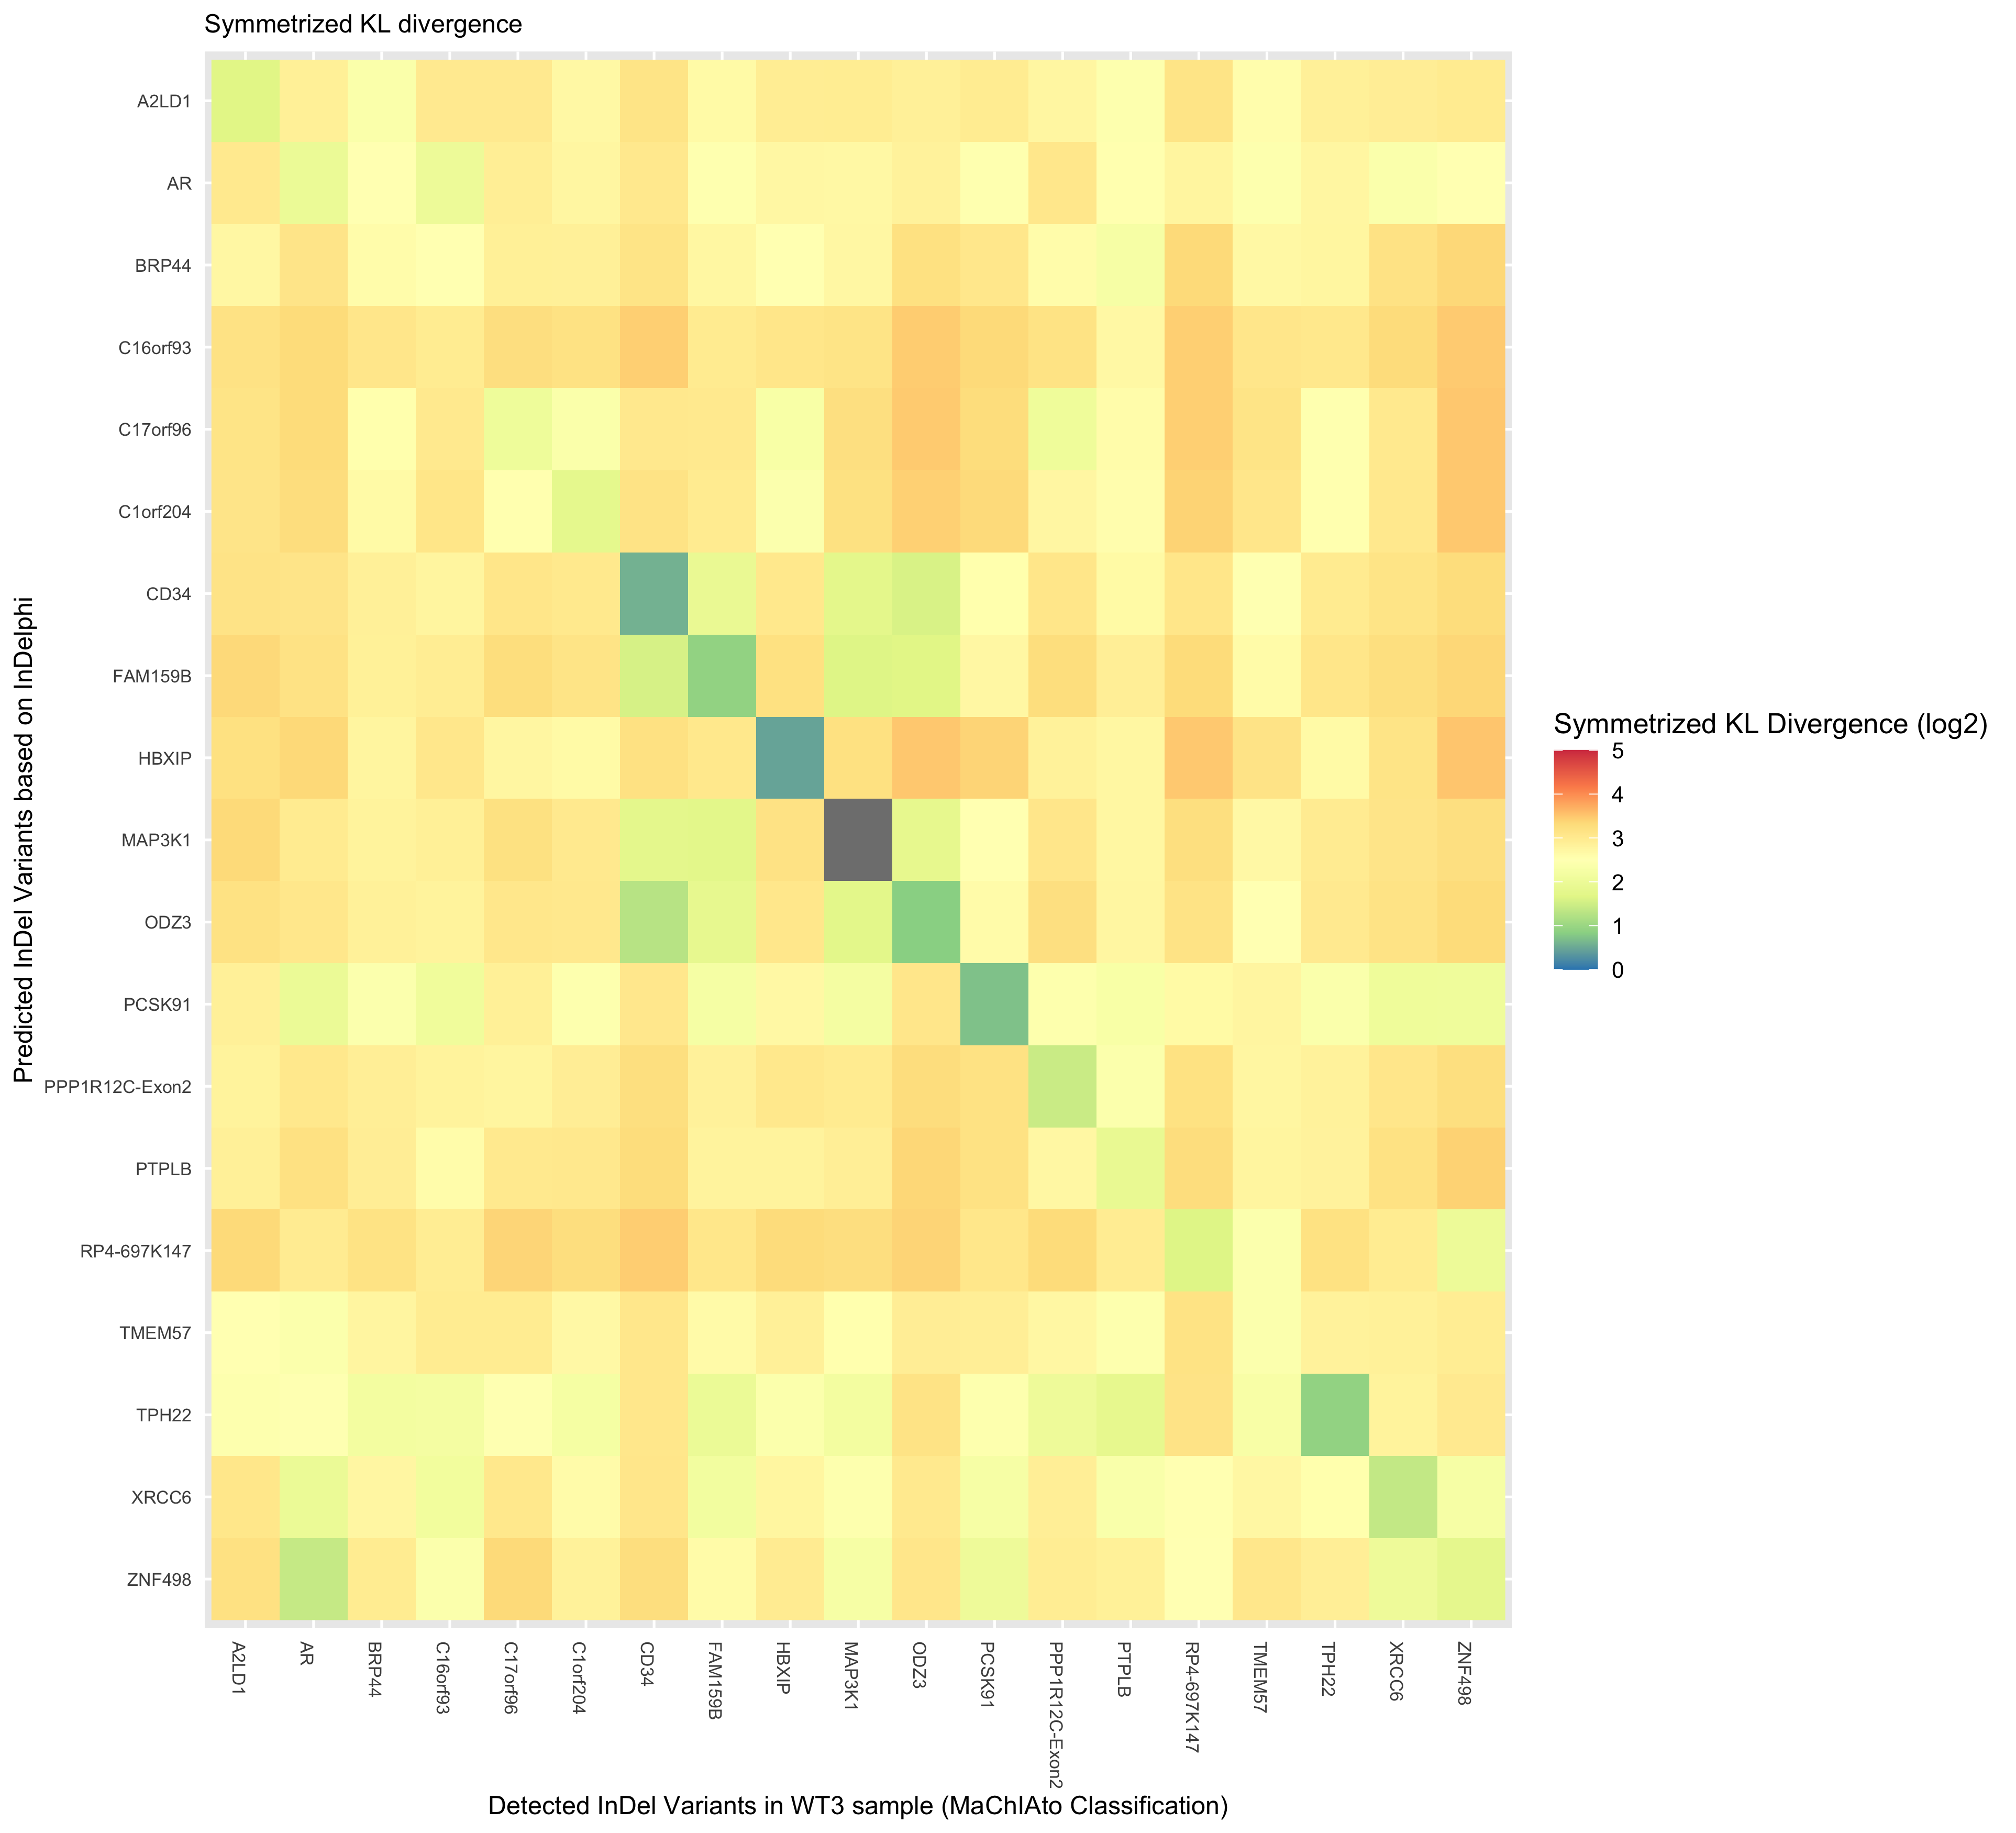 Symmetrized KL divergence
Predicted InDel Variants based on InDelphi
A2LD1
AR
BRP44
C16orf93
C17orf96
C1orf204
CD34
FAM159B
HBXIP
MAP3K1
ODZ3
PCSK91
PPP1R12C-Exon2
PTPLB
RP4-697K147
TMEM57
TPH22
XRCC6
ZNF498
A2LD1
AR
BRP44
C16orf93
C17orf96
C1orf204
CD34
FAM159B
HBXIP
MAP3K1
ODZ3
PCSK91
PPP1R12C-Exon2
PTPLB
RP4-697K147
TMEM57
TPH22
XRCC6
ZNF498
Detected InDel Variants in WT3 sample (MaChIAto Classification)
Symmetrized KL Divergence (log2)
5
4
3
2
1
0